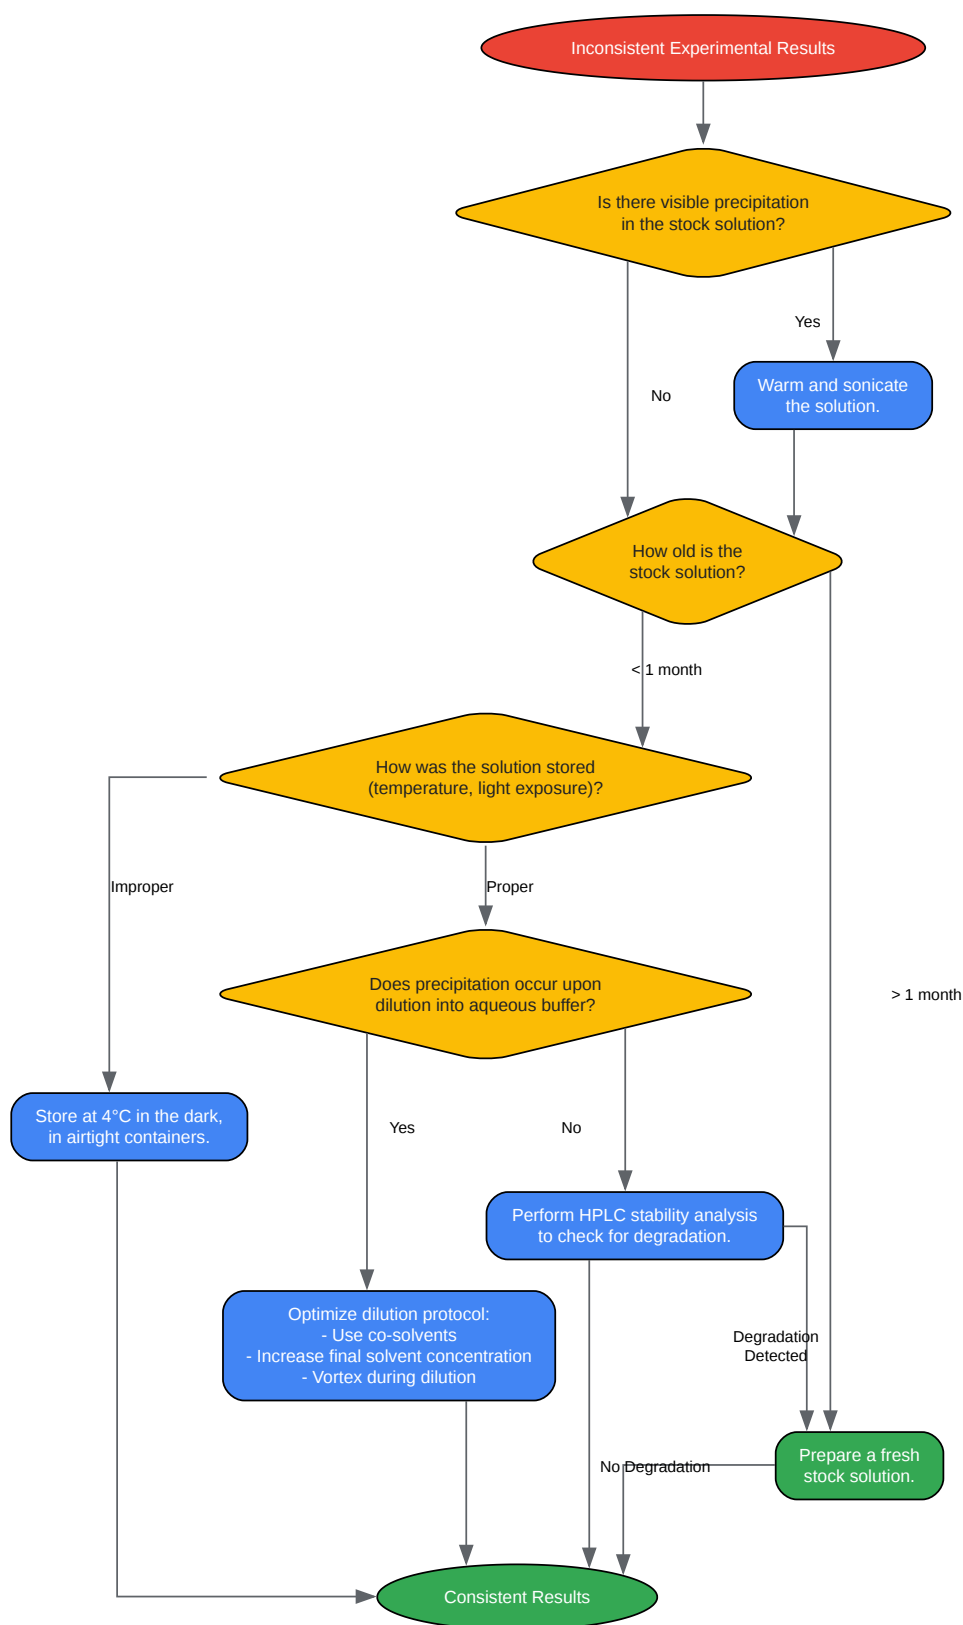 Inconsistent Experimental Results
Is there visible precipitation
in the stock solution?
Yes
Warm and sonicate
the solution.
No
How old is the
stock solution?
< 1 month
How was the solution stored
(temperature, light exposure)?
Improper
Proper
Does precipitation occur upon
dilution into aqueous buffer?
> 1 month
Store at 4°C in the dark,
in airtight containers.
Yes
No
Perform HPLC stability analysis
to check for degradation.
Optimize dilution protocol:
- Use co-solvents
- Increase final solvent concentration
- Vortex during dilution
Degradation
Detected
Prepare a fresh
stock solution.
No Degradation
Consistent Results